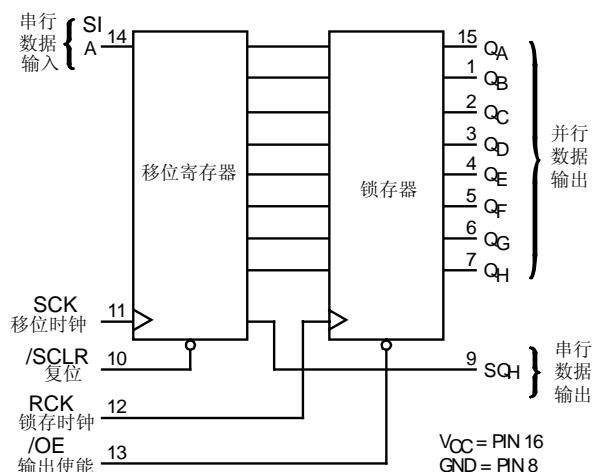 串行
数据
输入
SI
A
14
移位寄存器
锁存器
15 QA
1 QB
2 QC
3 QD
4 QE
5 QF
6 QG
7 QH
并行
数据
输出
SCK
移位时钟
11
/SCLR
复位
10
RCK
锁存时钟
12
/OE
输出使能
13
9 SQH
串行
数据
输出
VCC = PIN 16
GND = PIN 8